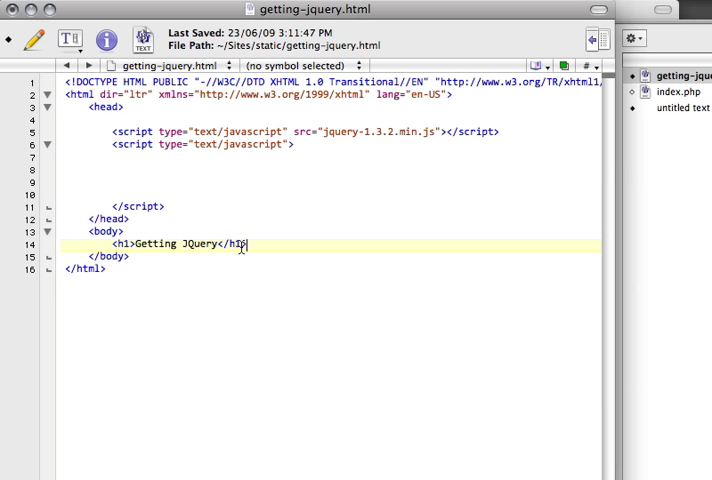 getting-jquery.html
Last Saved: 23/06/09 3:11:47 PM
File Path: ~/Sites/static/getting-jquery.html
TEXT
getting-jquery.html
(no symbol selected)
#
1 <!DOCTYPE HTML PUBLIC "-//W3C//DTD XHTML 1.0 Transitional//EN" "http://www.w3.org/TR/xhtml1/
2 <html dir="ltr" xmlns="http://www.w3.org/1999/xhtml" lang="en-US">
3 <head>
4
5 <script type="text/javascript" src="jquery-1.3.2.min.js"></script>
6 <script type="text/javascript">
7
8
9
10
11 </script>
12 </head>
13 <body>
14 <h1>Getting JQuery</h1>
15 </body>
16 </html>
getting-jque
index.php
untitled text